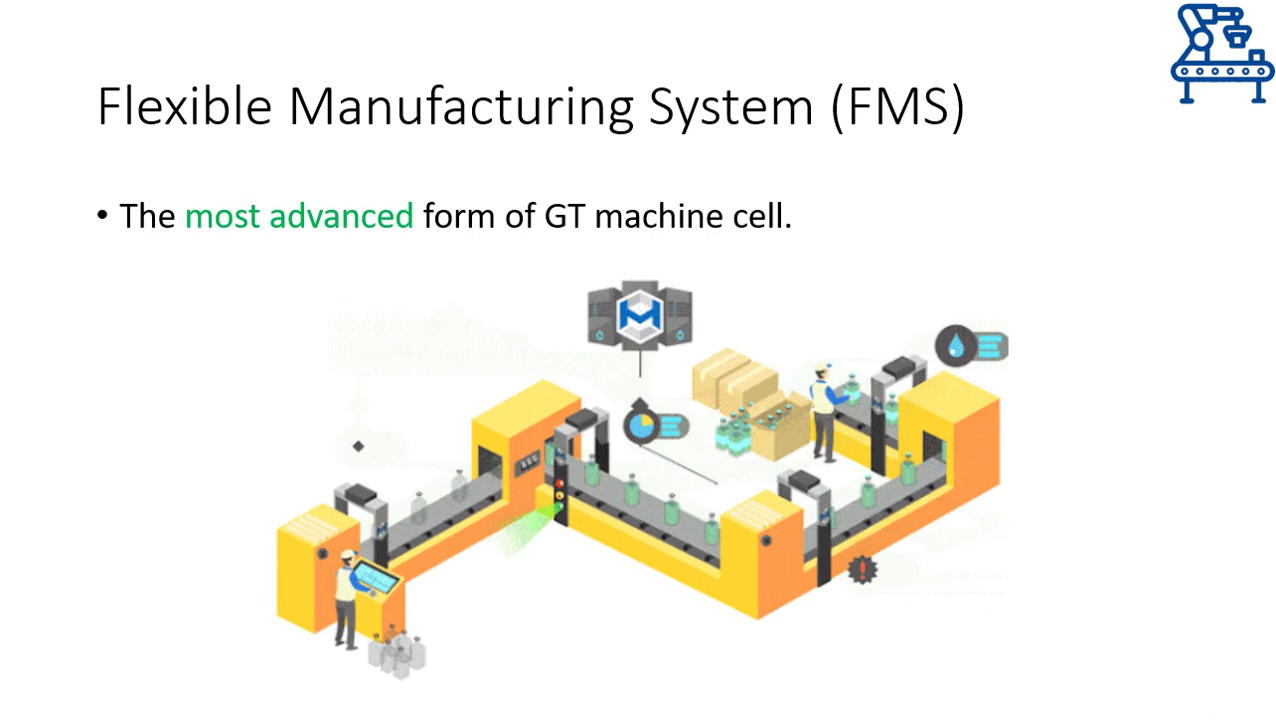 Flexible Manufacturing System (FMS)
• The most advanced form of GT machine cell.